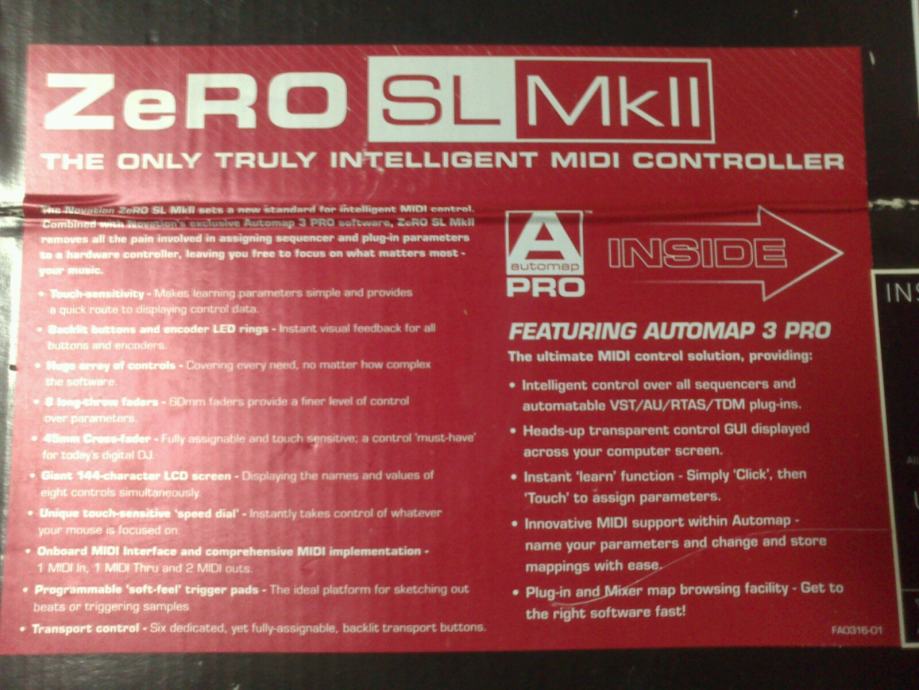 ZeRO SL MkII
THE ONLY TRULY INTELLIGENT MIDI CONTROLLER
The Novation ZeRO SL MkII sets a new standard for intelligent MIDI control.
Combined with Novation's exclusive Automap 3 PRO software, ZeRO SL MkII
removes all the pain involved in assigning sequencer and plug-in parameters
to a hardware controller, leaving you free to focus on what matters most -
your music.
• Touch-sensitivity - Makes learning parameters simple and provides
a quick route to displaying control data.
• Backlit buttons and encoder LED rings - Instant visual feedback for all
buttons and encoders.
• Huge array of controls - Covering every need, no matter how complex
the software.
• 8 long-throw faders - 60mm faders provide a finer level of control
over parameters.
• 45mm Cross-fader - Fully assignable and touch sensitive; a control 'must-have'
for today's digital DJ.
• Giant 144-character LCD screen - Displaying the names and values of
eight controls simultaneously.
• Unique touch-sensitive 'speed dial' - Instantly takes control of whatever
your mouse is focused on.
• Onboard MIDI Interface and comprehensive MIDI implementation -
1 MIDI In, 1 MIDI Thru and 2 MIDI outs.
• Programmable 'soft-feel' trigger pads - The ideal platform for sketching out
beats or triggering samples
• Transport control - Six dedicated, yet fully-assignable, backlit transport buttons.
A
automap
PRO
™
INSIDE
FEATURING AUTOMAP 3 PRO
The ultimate MIDI control solution, providing:
• Intelligent control over all sequencers and
automatable VST/AU/RTAS/TDM plug-ins.
• Heads-up transparent control GUI displayed
across your computer screen.
• Instant 'learn' function - Simply 'Click', then
'Touch' to assign parameters.
• Innovative MIDI support within Automap -
name your parameters and change and store
mappings with ease.
• Plug-in and Mixer map browsing facility - Get to
the right software fast!
FA0316-01
INS